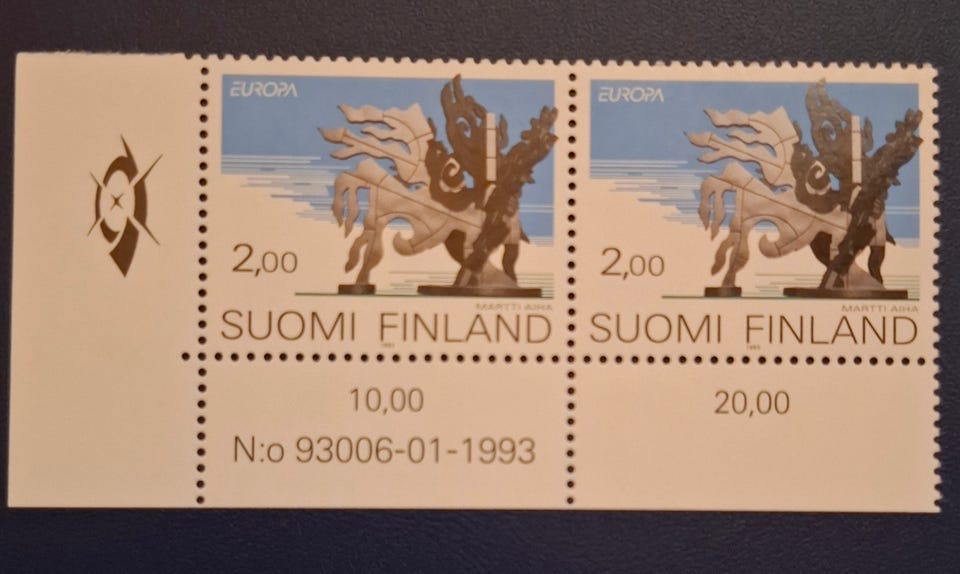 EUROPA
2,00
MARTTI AIHA
SUOMI FINLAND
EUROPA
2,00
MARTTI AIHA
SUOMI FINLAND
1993
10,00
N:o 93006-01-1993
20,00